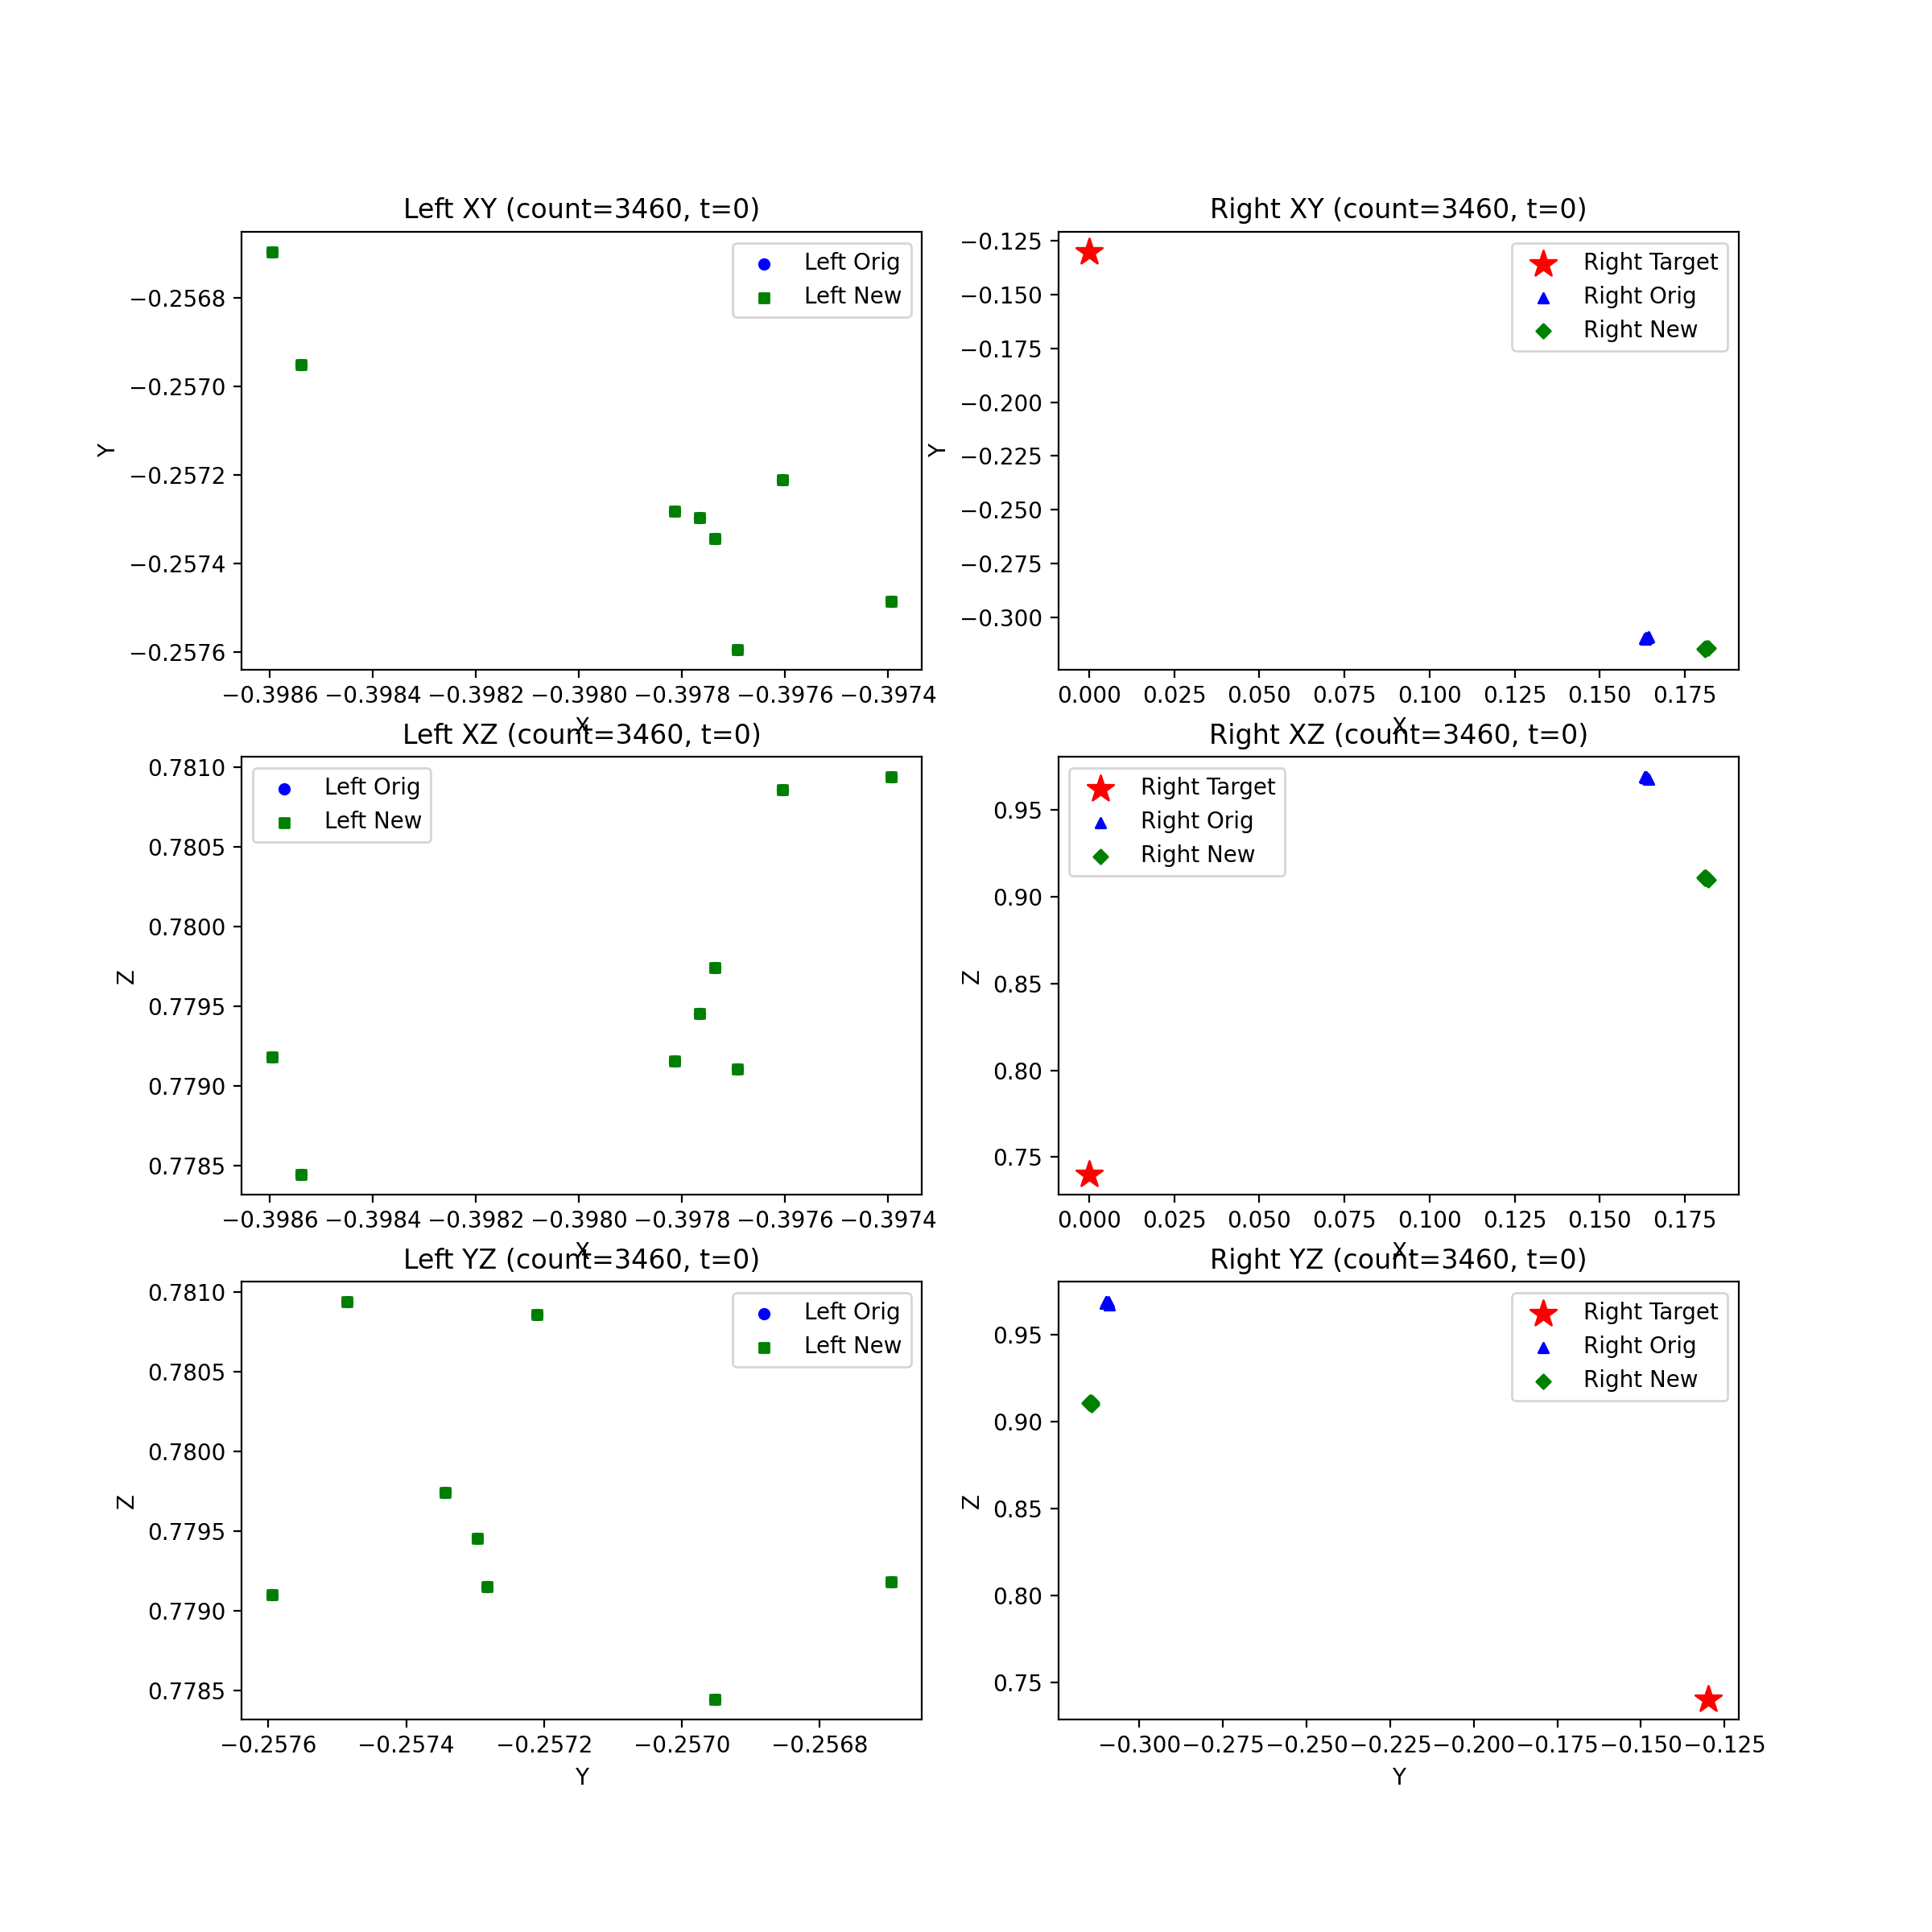 Left XY (count=3460, t=0)
Left Orig
Left New
−0.2568
−0.2570
−0.2572
−0.2574
−0.2576
Y
−0.3986 −0.3984 −0.3982 −0.3980 −0.3978 −0.3976 −0.3974
X
Right XY (count=3460, t=0)
Right Target
Right Orig
Right New
−0.125
−0.150
−0.175
−0.200
−0.225
−0.250
−0.275
−0.300
Y
0.000 0.025 0.050 0.075 0.100 0.125 0.150 0.175
X
Left XZ (count=3460, t=0)
Left Orig
Left New
0.7810
0.7805
0.7800
0.7795
0.7790
0.7785
Z
−0.3986 −0.3984 −0.3982 −0.3980 −0.3978 −0.3976 −0.3974
X
Right XZ (count=3460, t=0)
Right Target
Right Orig
Right New
0.95
0.90
0.85
0.80
0.75
Z
0.000 0.025 0.050 0.075 0.100 0.125 0.150 0.175
X
Left YZ (count=3460, t=0)
Left Orig
Left New
0.7810
0.7805
0.7800
0.7795
0.7790
0.7785
Z
−0.2576 −0.2574 −0.2572 −0.2570 −0.2568
Y
Right YZ (count=3460, t=0)
Right Target
Right Orig
Right New
0.95
0.90
0.85
0.80
0.75
Z
−0.300 −0.275 −0.250 −0.225 −0.200 −0.175 −0.150 −0.125
Y